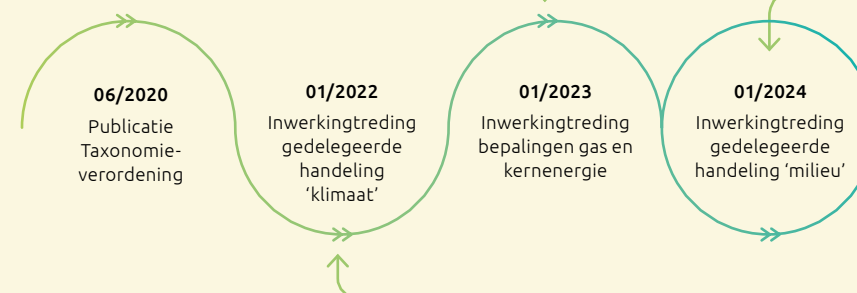 06/2020
Publicatie
Taxonomie-
verordening
01/2022
Inwerkingtreding
gedelegeerde
handeling
‘klimaat’
01/2023
Inwerkingtreding
bepalingen gas en
kernenergie
01/2024
Inwerkingtreding
gedelegeerde
handeling ‘milieu’